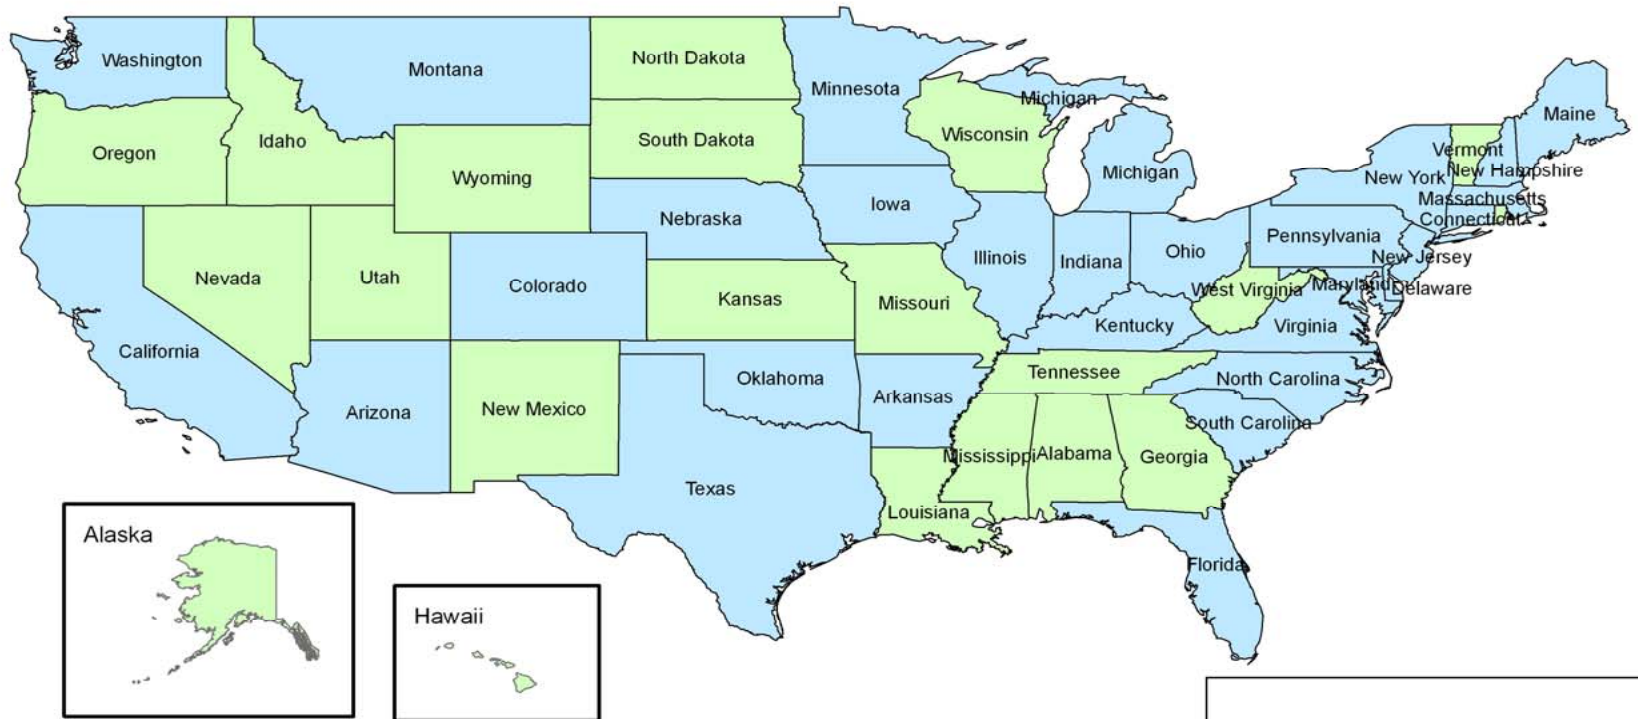 Washington
Montana
North Dakota
Minnesota
Michigan
Maine
Oregon
Idaho
South Dakota
Wisconsin
Vermont
Wyoming
Michigan
New York
New Hampshire
Nebraska
Iowa
Massachusetts
Connecticut
Nevada
Utah
Colorado
Kansas
Missouri
Illinois
Indiana
Ohio
Pennsylvania
New Jersey
West Virginia
Maryland
Delaware
California
Kentucky
Virginia
Arizona
New Mexico
Oklahoma
Arkansas
Tennessee
North Carolina
South Carolina
Texas
Mississippi
Alabama
Georgia
Louisiana
Florida
Alaska
Hawaii